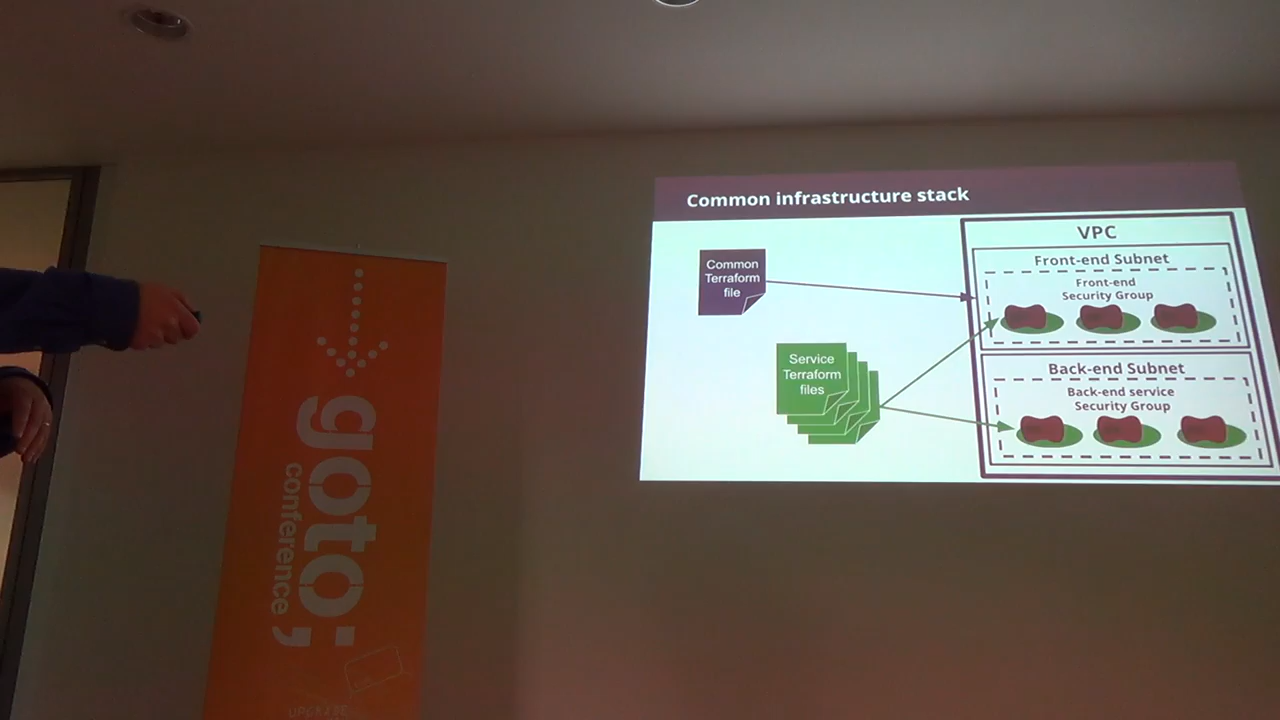 Common infrastructure stack
Common
Terraform
file
Service
Terraform
files
VPC
Front-end Subnet
Front-end
Security Group
Back-end Subnet
Back-end service
Security Group
goto;
conference